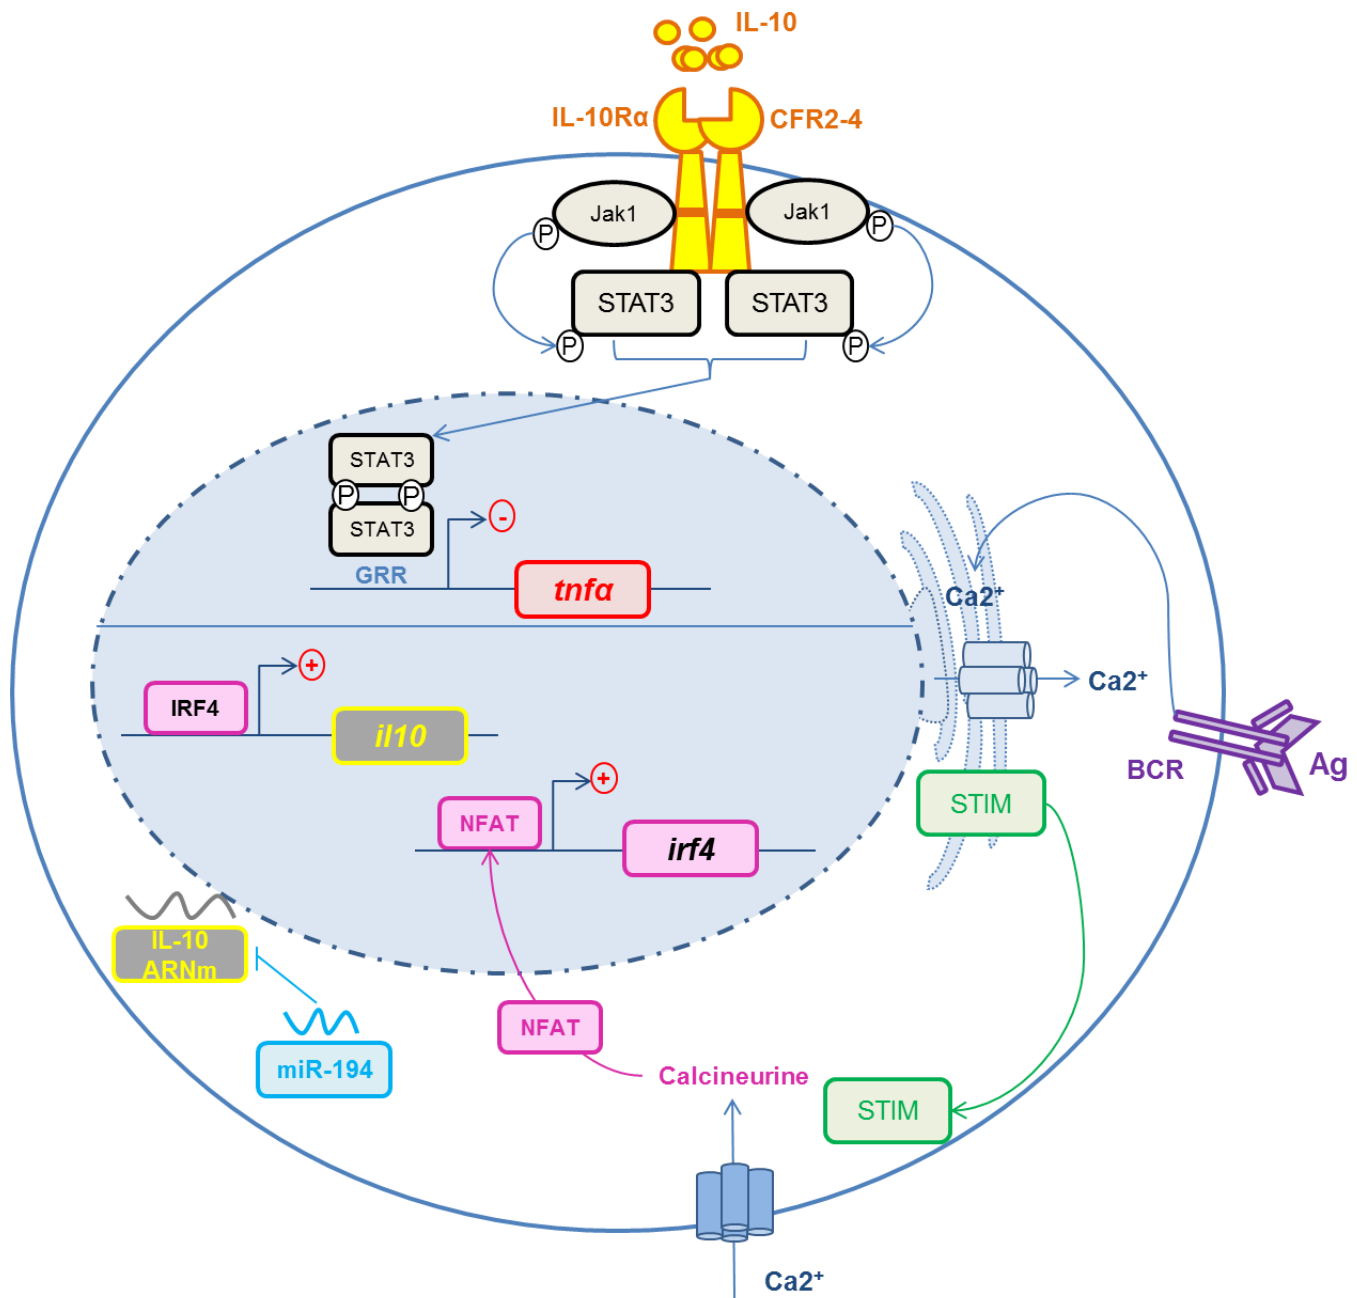 IL-10
IL-10Rα
CFR2-4
Jak1
Jak1
P
P
STAT3
STAT3
P
P
STAT3
P P
STAT3
-
GRR
tnfα
Ca2+
IRF4
+
il10
Ca2+
BCR
Ag
NFAT
+
irf4
STIM
IL-10
ARNm
miR-194
NFAT
Calcineurine
STIM
Ca2+